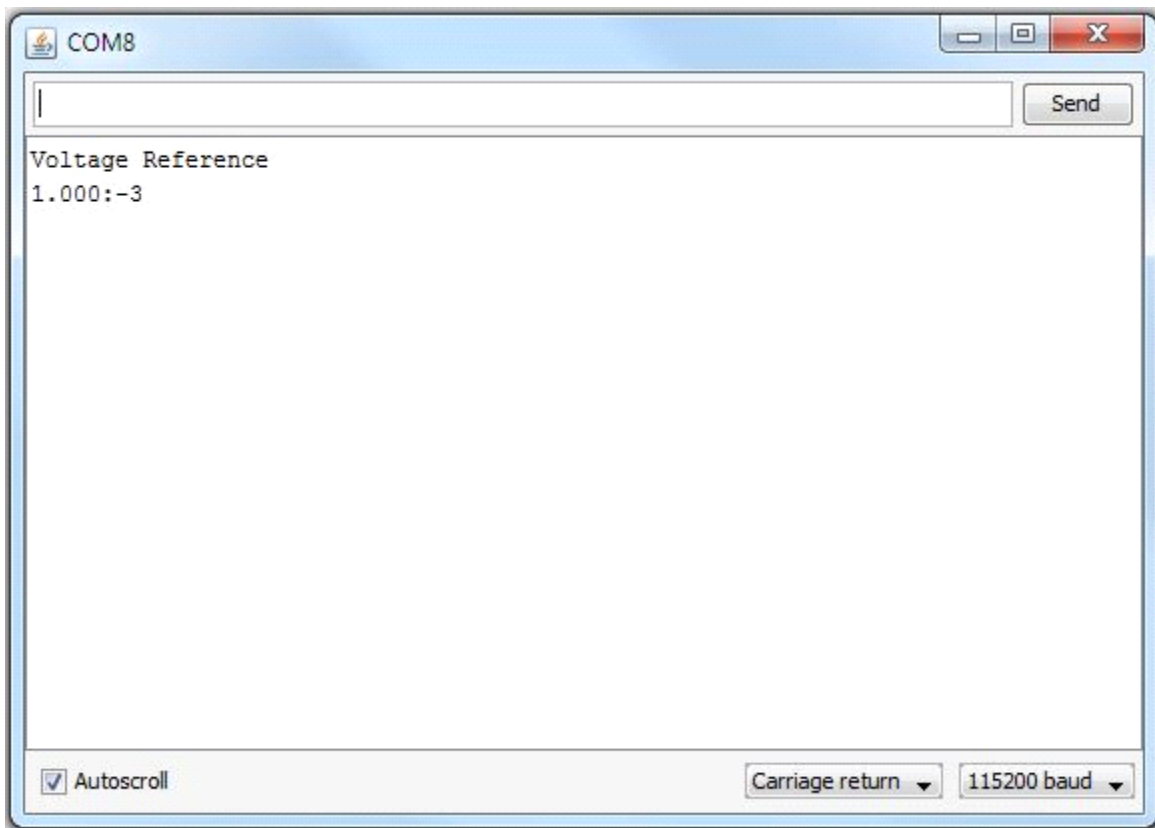 COM8
Send
Voltage Reference
1.000:-3
Autoscroll
Carriage return
115200 baud